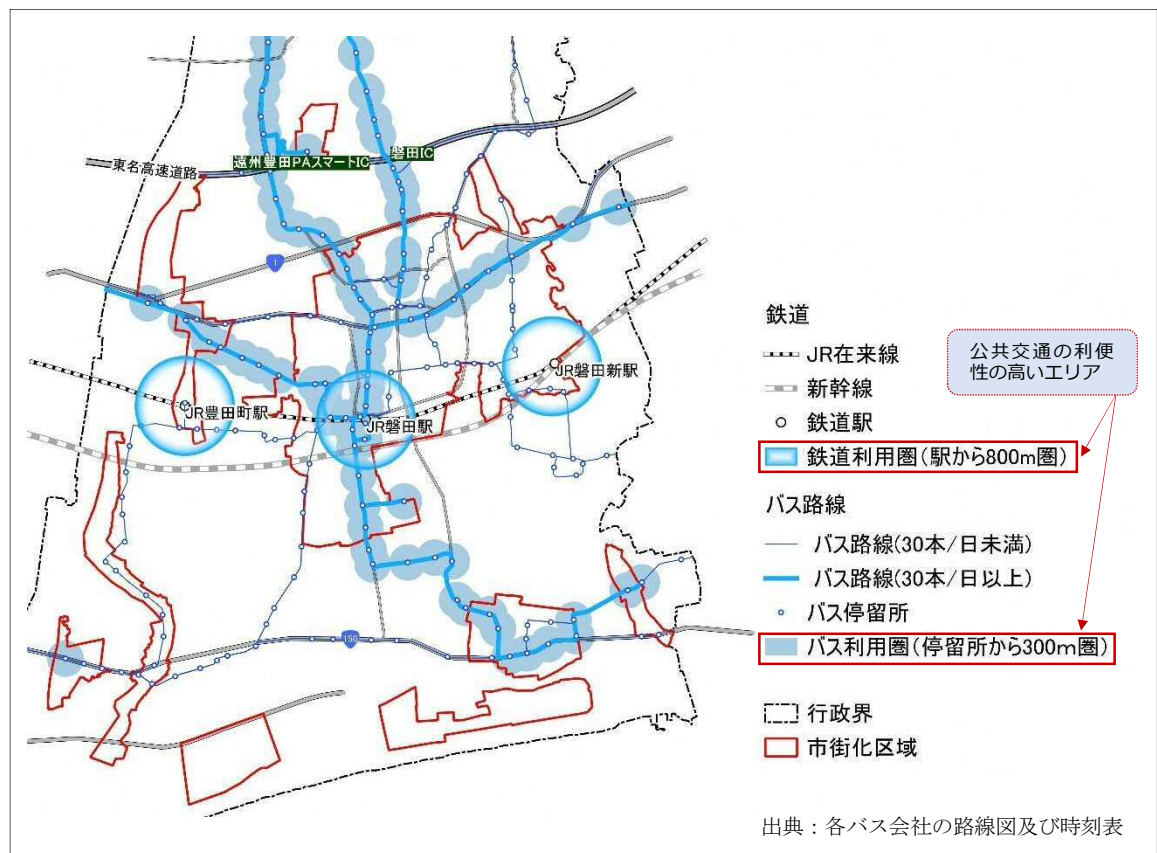 遠州豊田PAスマートIC
磐田IC
東名高速道路
1
JR磐田新駅
JR豊田町駅
JR磐田駅
150
鉄道
JR在来線
新幹線
鉄道駅
鉄道利用圏(駅から800m圏)
バス路線
バス路線(30本/日未満)
バス路線(30本/日以上)
バス停留所
バス利用圏(停留所から300m圏)
行政界
市街化区域
公共交通の利便
性の高いエリア
出典：各バス会社の路線図及び時刻表